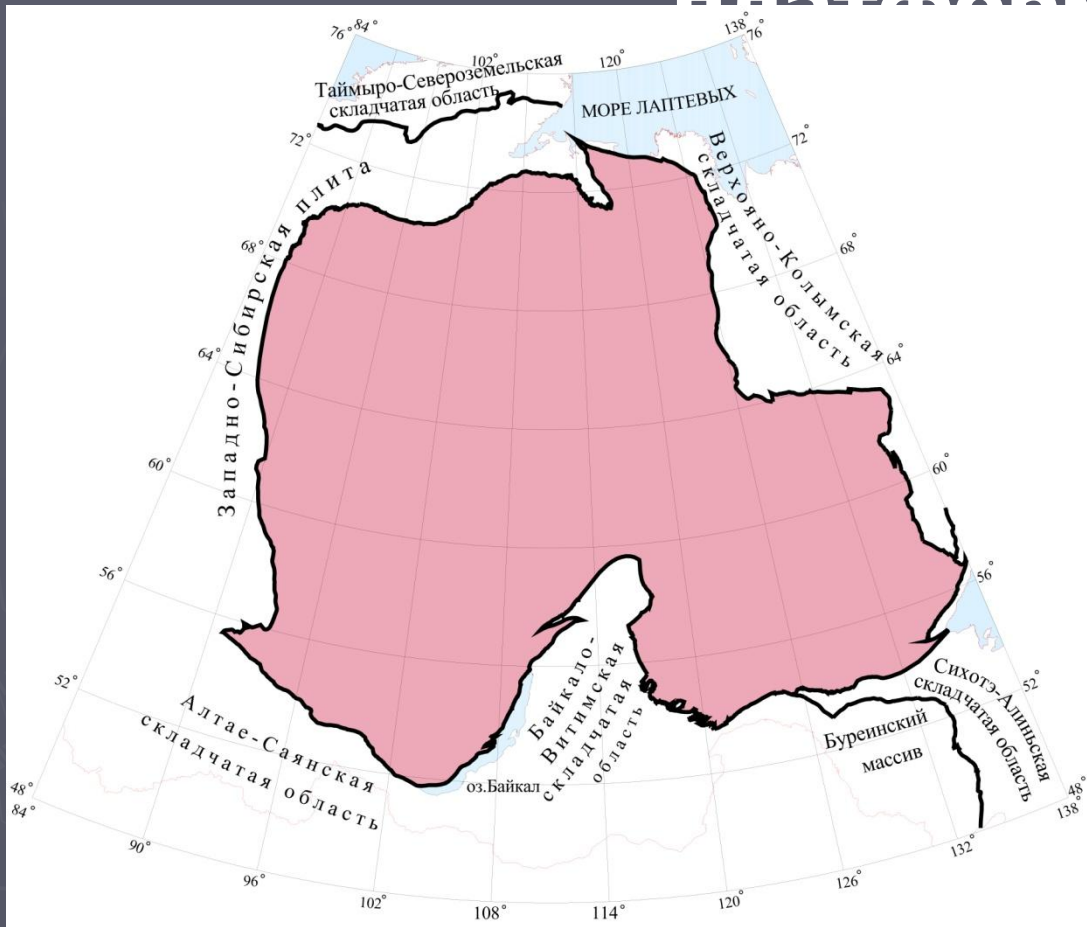 76° 84° 102° 120° 138° 76°
Таймыро-Североземельская
складчатая область
МОРЕ ЛАПТЕВЫХ
72° 72°
Верхояно-Колымская
складчатая область
Западно-Сибирская плита
68° 68°
64° 64°
60° 60°
56° 56°
52° 52°
Алтае-Саянская
складчатая область
оз.Байкал
Байкало-
Витимская
складчатая
область
Буреинский
массив
Сихотэ-Алиньская
складчатая область
48° 48°
84° 138°
90° 96° 102° 108° 114° 120° 126° 132°